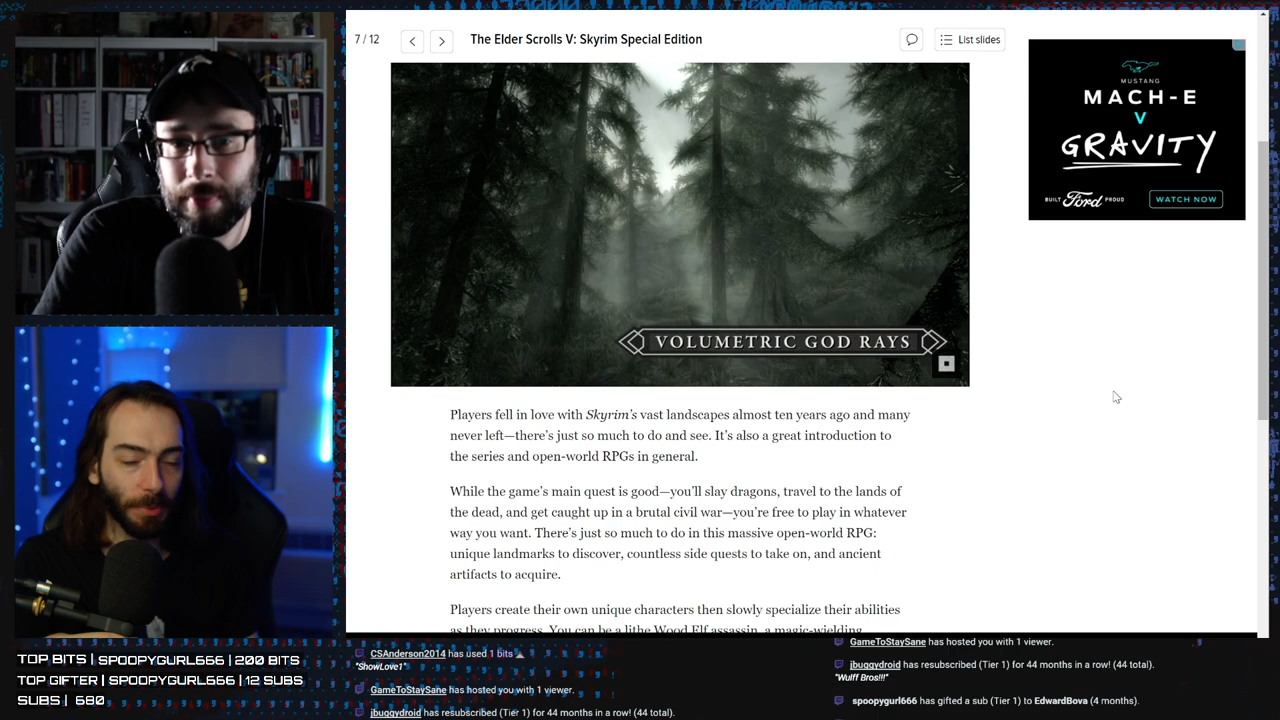 7 / 12
The Elder Scrolls V: Skyrim Special Edition
List slides
VOLUMETRIC GOD RAYS
MUSTANG
MACH-E
V
GRAVITY
BUILT Ford PROUD
WATCH NOW
Players fell in love with Skyrim's vast landscapes almost ten years ago and many
never left—there's just so much to do and see. It's also a great introduction to
the series and open-world RPGs in general.
While the game's main quest is good—you'll slay dragons, travel to the lands of
the dead, and get caught up in a brutal civil war—you're free to play in whatever
way you want. There's just so much to do in this massive open-world RPG:
unique landmarks to discover, countless side quests to take on, and ancient
artifacts to acquire.
Players create their own unique characters then slowly specialize their abilities
as they progress. You can be a lithe Wood Elf assassin, a magic-wielding
TOP BITS | SPOOPYGURL666 | 200 BITS
TOP GIFTER | SPOOPYGURL666 | 12 SUBS
SUBS | 680
CSAnderson2014 has used 1 bits
"ShowLove1"
GameToStaySane has hosted you with 1 viewer.
jbuggydroid has resubscribed (Tier 1) for 44 months in a row! (44 total).
GameToStaySane has hosted you with 1 viewer.
jbuggydroid has resubscribed (Tier 1) for 44 months in a row! (44 total).
"Wulff Bros!!!"
spoopygurl666 has gifted a sub (Tier 1) to EdwardBova (4 months).